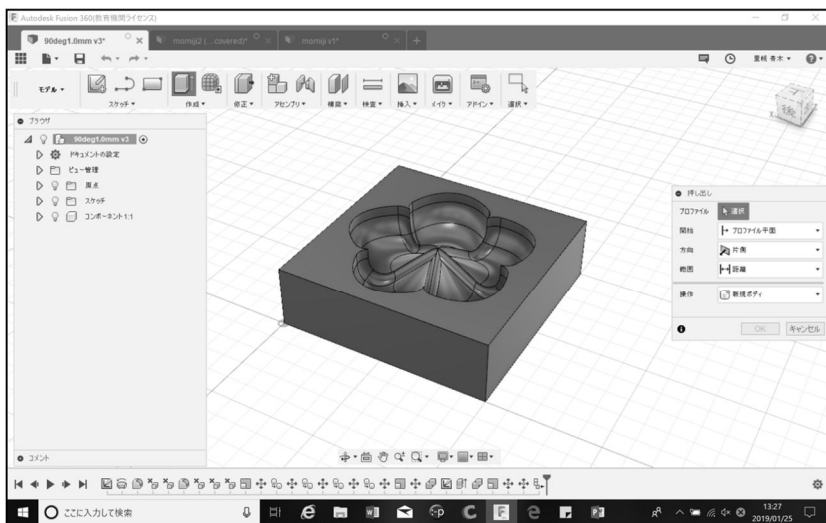 Autodesk Fusion 360(教育機関ライセンス)
90deg1.0mm v3*
momiji2 (...covered)*
momiji v1*
モデル
スケッチ
作成
修正
アセンブリ
構築
検査
挿入
メイク
アドイン
選択
里械 青木
ブラウザ
90deg1.0mm v3
ドキュメントの設定
ビュー管理
原点
スケッチ
コンポーネント1:1
後
押し出し
プロファイル
選択
開始
プロファイル平面
方向
片側
範囲
距離
操作
新規ボディ
OK
キャンセル
コメント
ここに入力して検索
13:27
2019/01/25